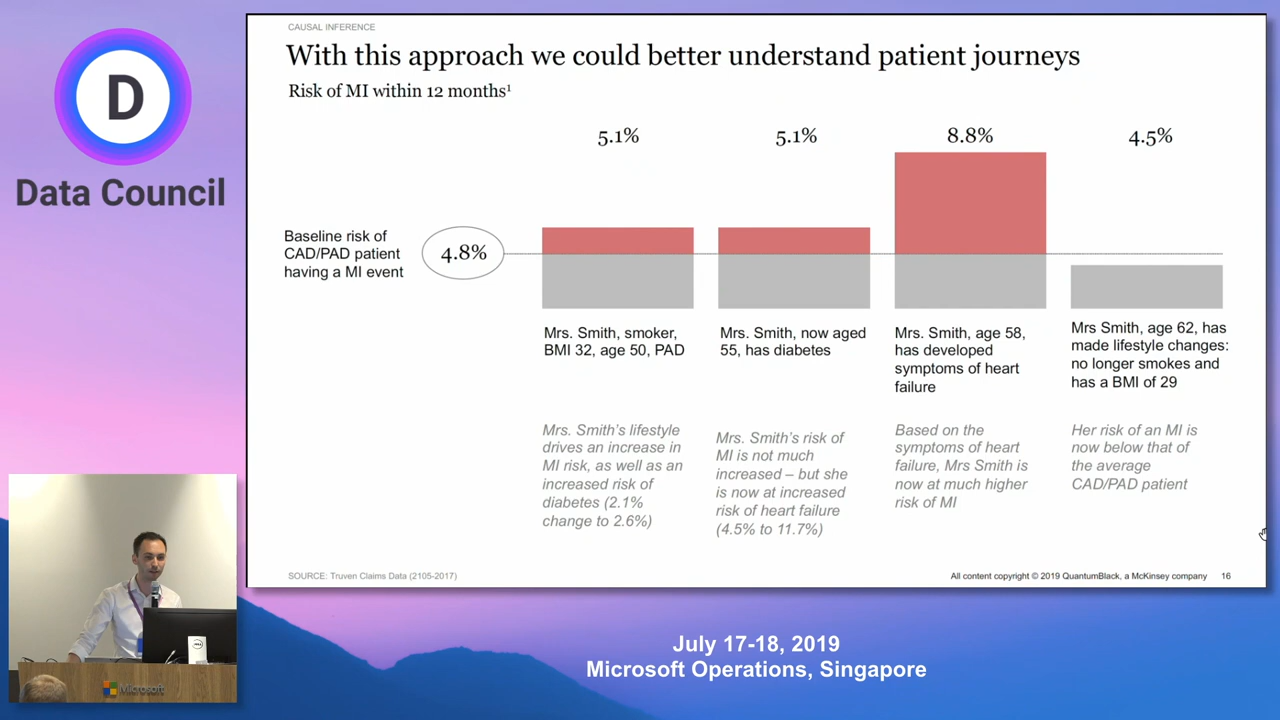 D
Data Council
CAUSAL INFERENCE
With this approach we could better understand patient journeys
Risk of MI within 12 months¹
5.1%
5.1%
8.8%
4.5%
Baseline risk of
CAD/PAD patient
having a MI event
4.8%
Mrs. Smith, smoker,
BMI 32, age 50, PAD
Mrs. Smith, now aged
55, has diabetes
Mrs. Smith, age 58,
has developed
symptoms of heart
failure
Mrs Smith, age 62, has
made lifestyle changes:
no longer smokes and
has a BMI of 29
Mrs. Smith's lifestyle
drives an increase in
MI risk, as well as an
increased risk of
diabetes (2.1%
change to 2.6%)
Mrs. Smith's risk of
MI is not much
increased – but she
is now at increased
risk of heart failure
(4.5% to 11.7%)
Based on the
symptoms of heart
failure, Mrs Smith is
now at much higher
risk of MI
Her risk of an MI is
now below that of
the average
CAD/PAD patient
SOURCE: Truven Claims Data (2105-2017)
All content copyright © 2019 QuantumBlack, a McKinsey company 16
DELL
Microsoft
July 17-18, 2019
Microsoft Operations, Singapore